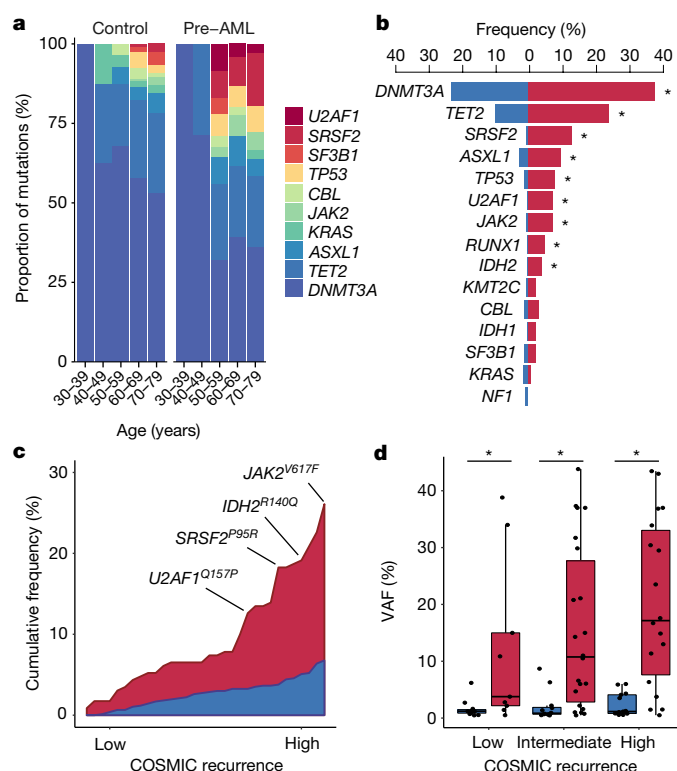 a
Control Pre–AML
Proportion of mutations (%)
100
75
50
25
0
30–39
40–49
50–59
60–69
70–79
30–39
40–49
50–59
60–69
70–79
Age (years)
U2AF1
SRSF2
SF3B1
TP53
CBL
JAK2
KRAS
ASXL1
TET2
DNMT3A
b
Frequency (%)
40 30 20 10 0 10 20 30 40
DNMT3A *
TET2 *
SRSF2 *
ASXL1 *
TP53 *
U2AF1 *
JAK2 *
RUNX1 *
IDH2 *
KMT2C
CBL
IDH1
SF3B1
KRAS
NF1
c
Cumulative frequency (%)
30
20
10
0
JAK2V617F
IDH2R140Q
SRSF2P95R
U2AF1Q157P
Low High
COSMIC recurrence
d
VAF (%)
40
30
20
10
0
* * *
Low Intermediate High
COSMIC recurrence